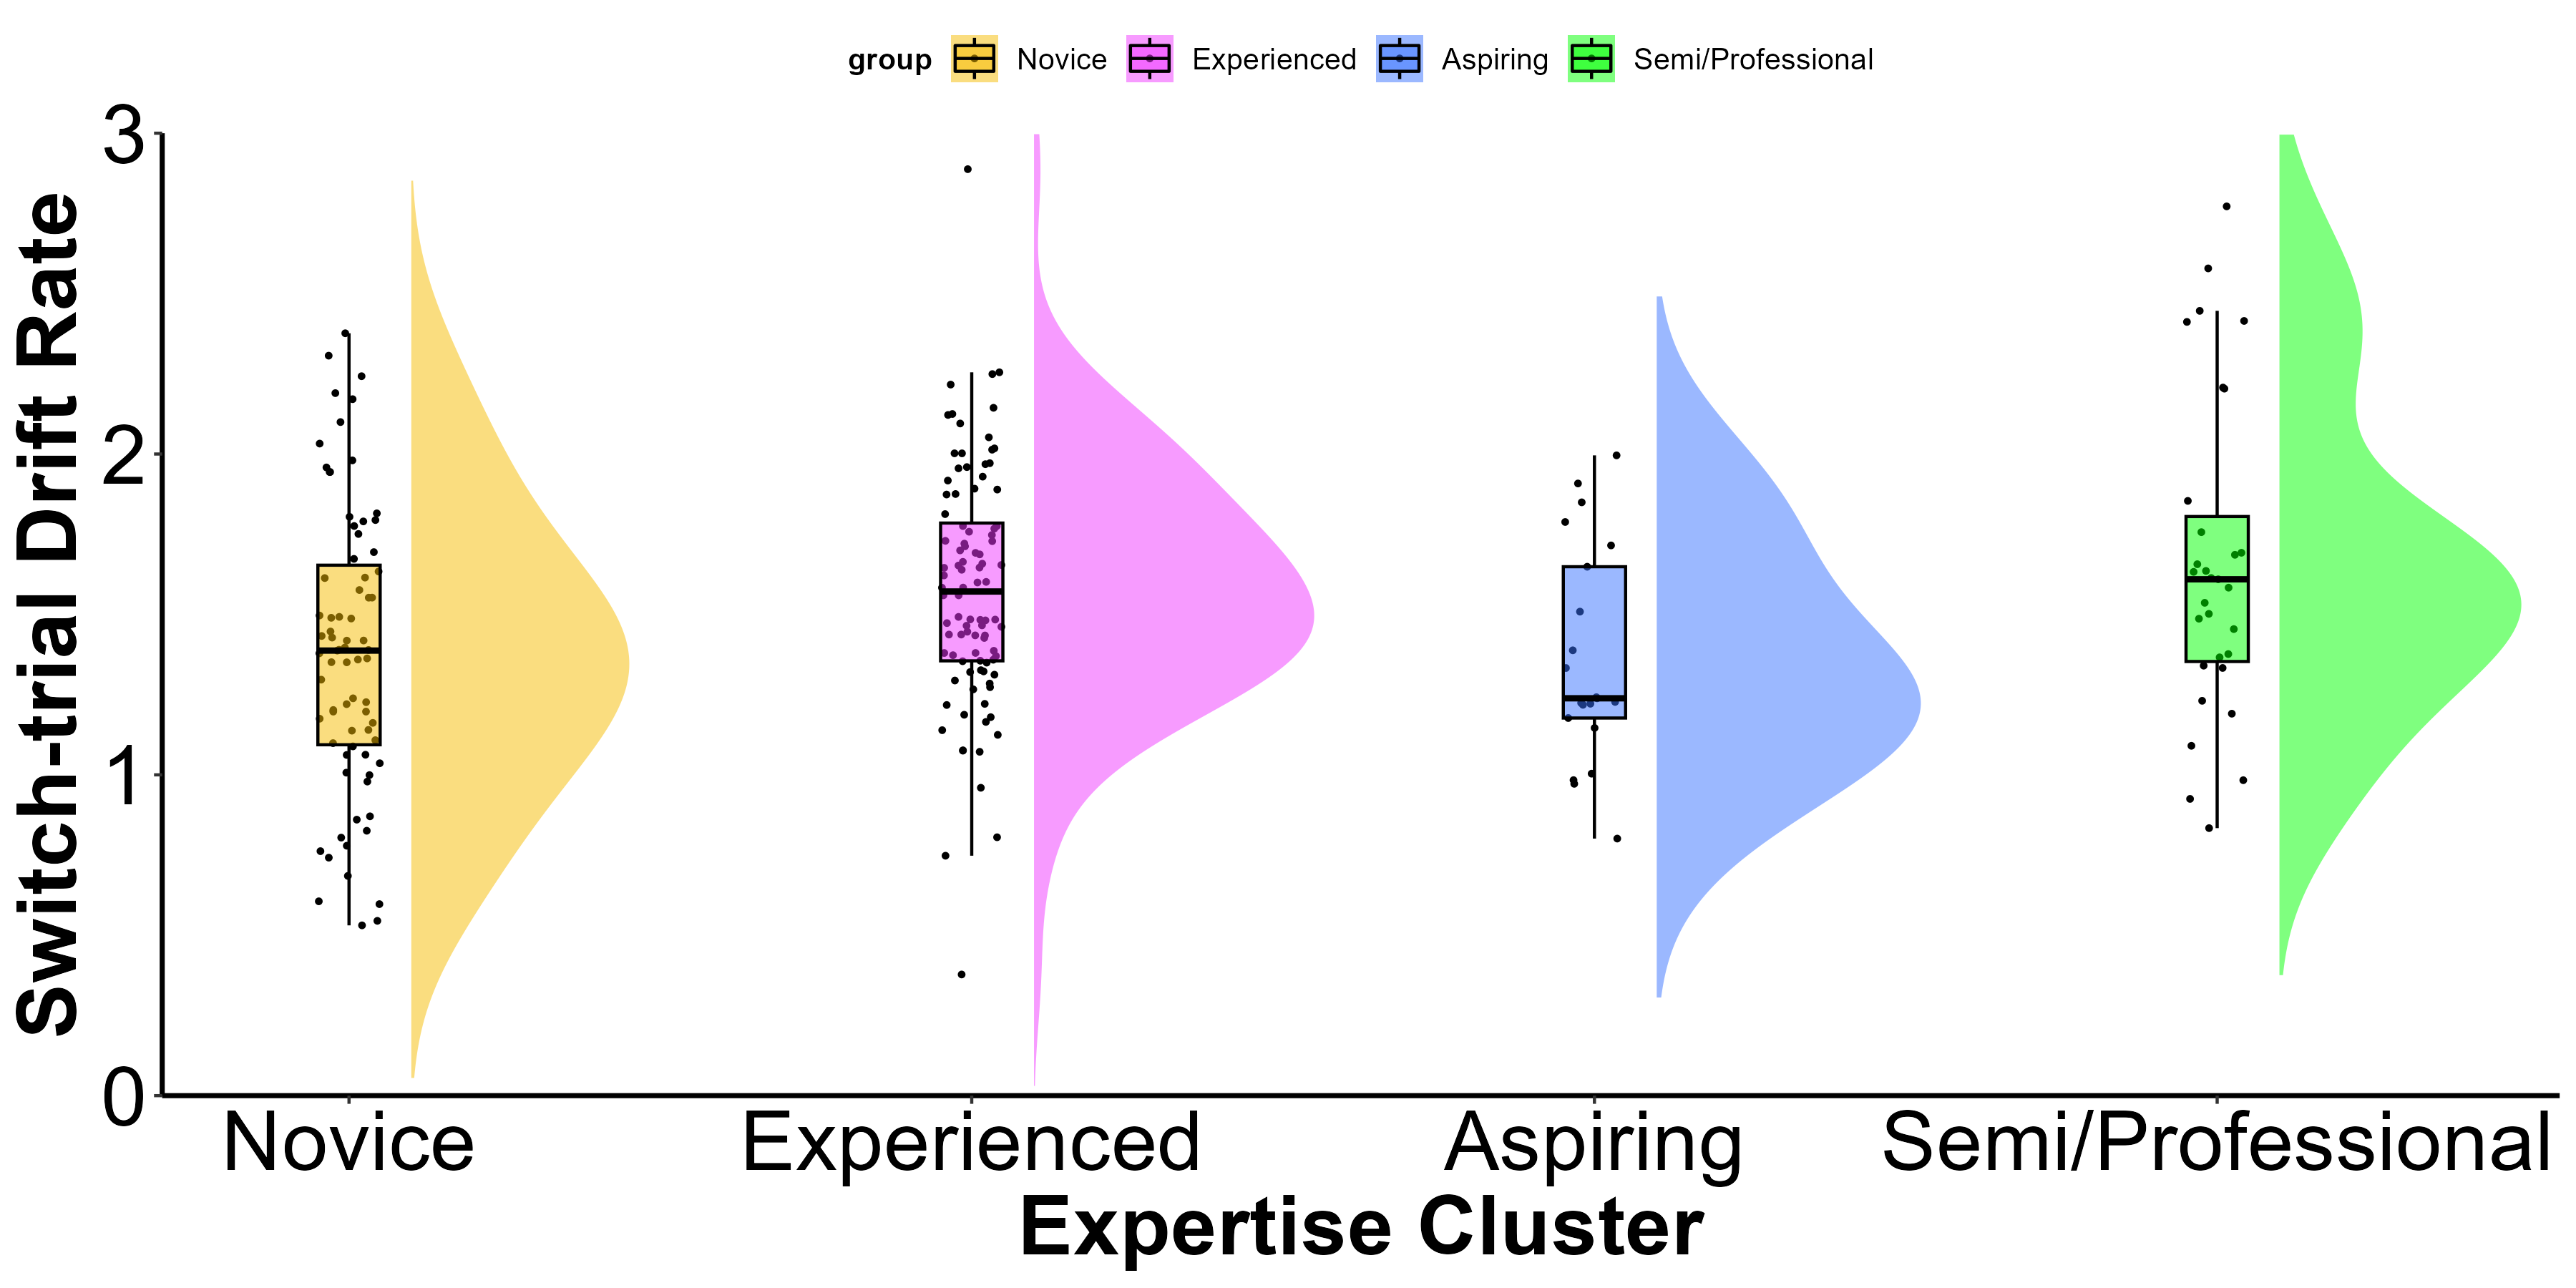 group Novice Experienced Aspiring Semi/Professional
Switch-trial Drift Rate
3
2
1
0
Novice Experienced Aspiring Semi/Professional
Expertise Cluster